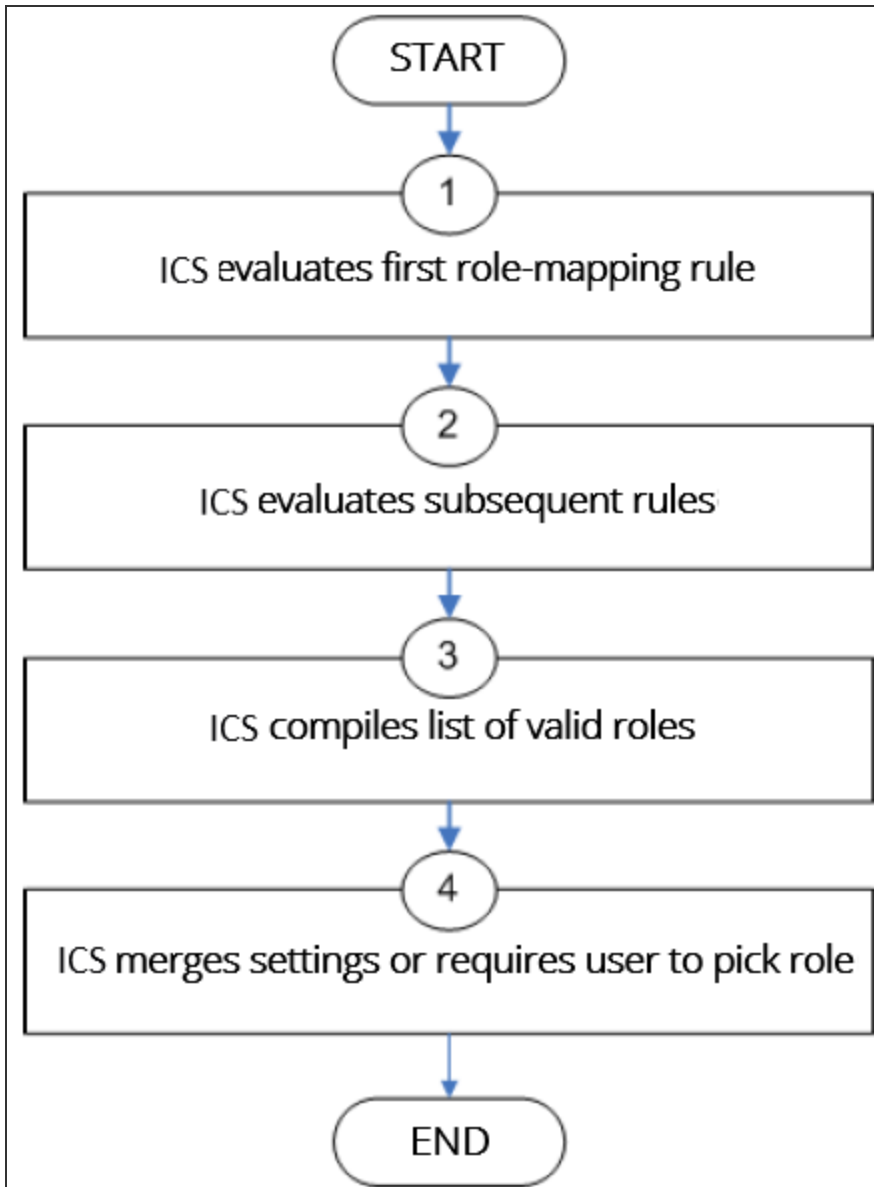 START
1
ICS evaluates first role-mapping rule
2
ICS evaluates subsequent rules
3
ICS compiles list of valid roles
4
ICS merges settings or requires user to pick role
END